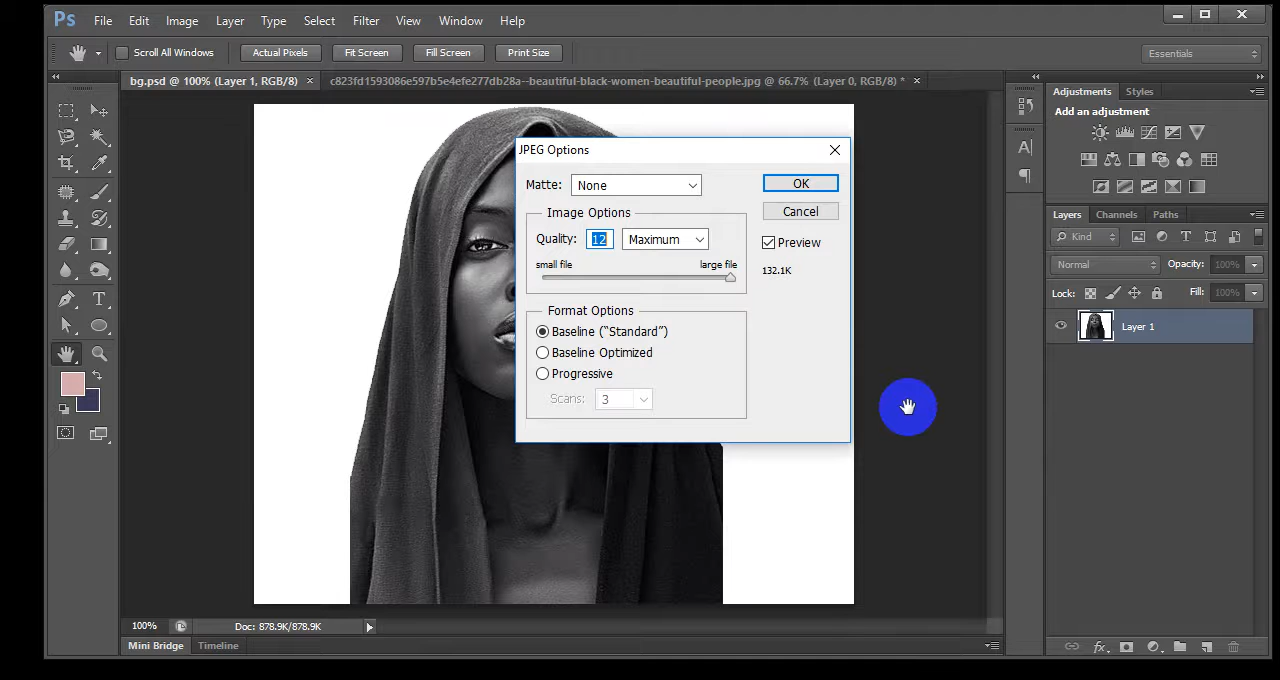 Ps File Edit Image Layer Type Select Filter View Window Help
Scroll All Windows Actual Pixels Fit Screen Fill Screen Print Size Essentials
bg.psd @ 100% (Layer 1, RGB/8) × c823fd1593086e597b5e4efe277db28a--beautiful-black-women-beautiful-people.jpg @ 66.7% (Layer 0, RGB/8) * ×
Adjustments Styles
Add an adjustment
JPEG Options
Matte: None OK
Image Options Cancel
Quality: 12 Maximum Preview
small file large file 132.1K
Format Options
Baseline (“Standard”)
Baseline Optimized
Progressive
Scans: 3
Layers Channels Paths
Kind
Normal Opacity: 100%
Lock: Fill: 100%
Layer 1
100% Doc: 878.9K/878.9K
Mini Bridge Timeline